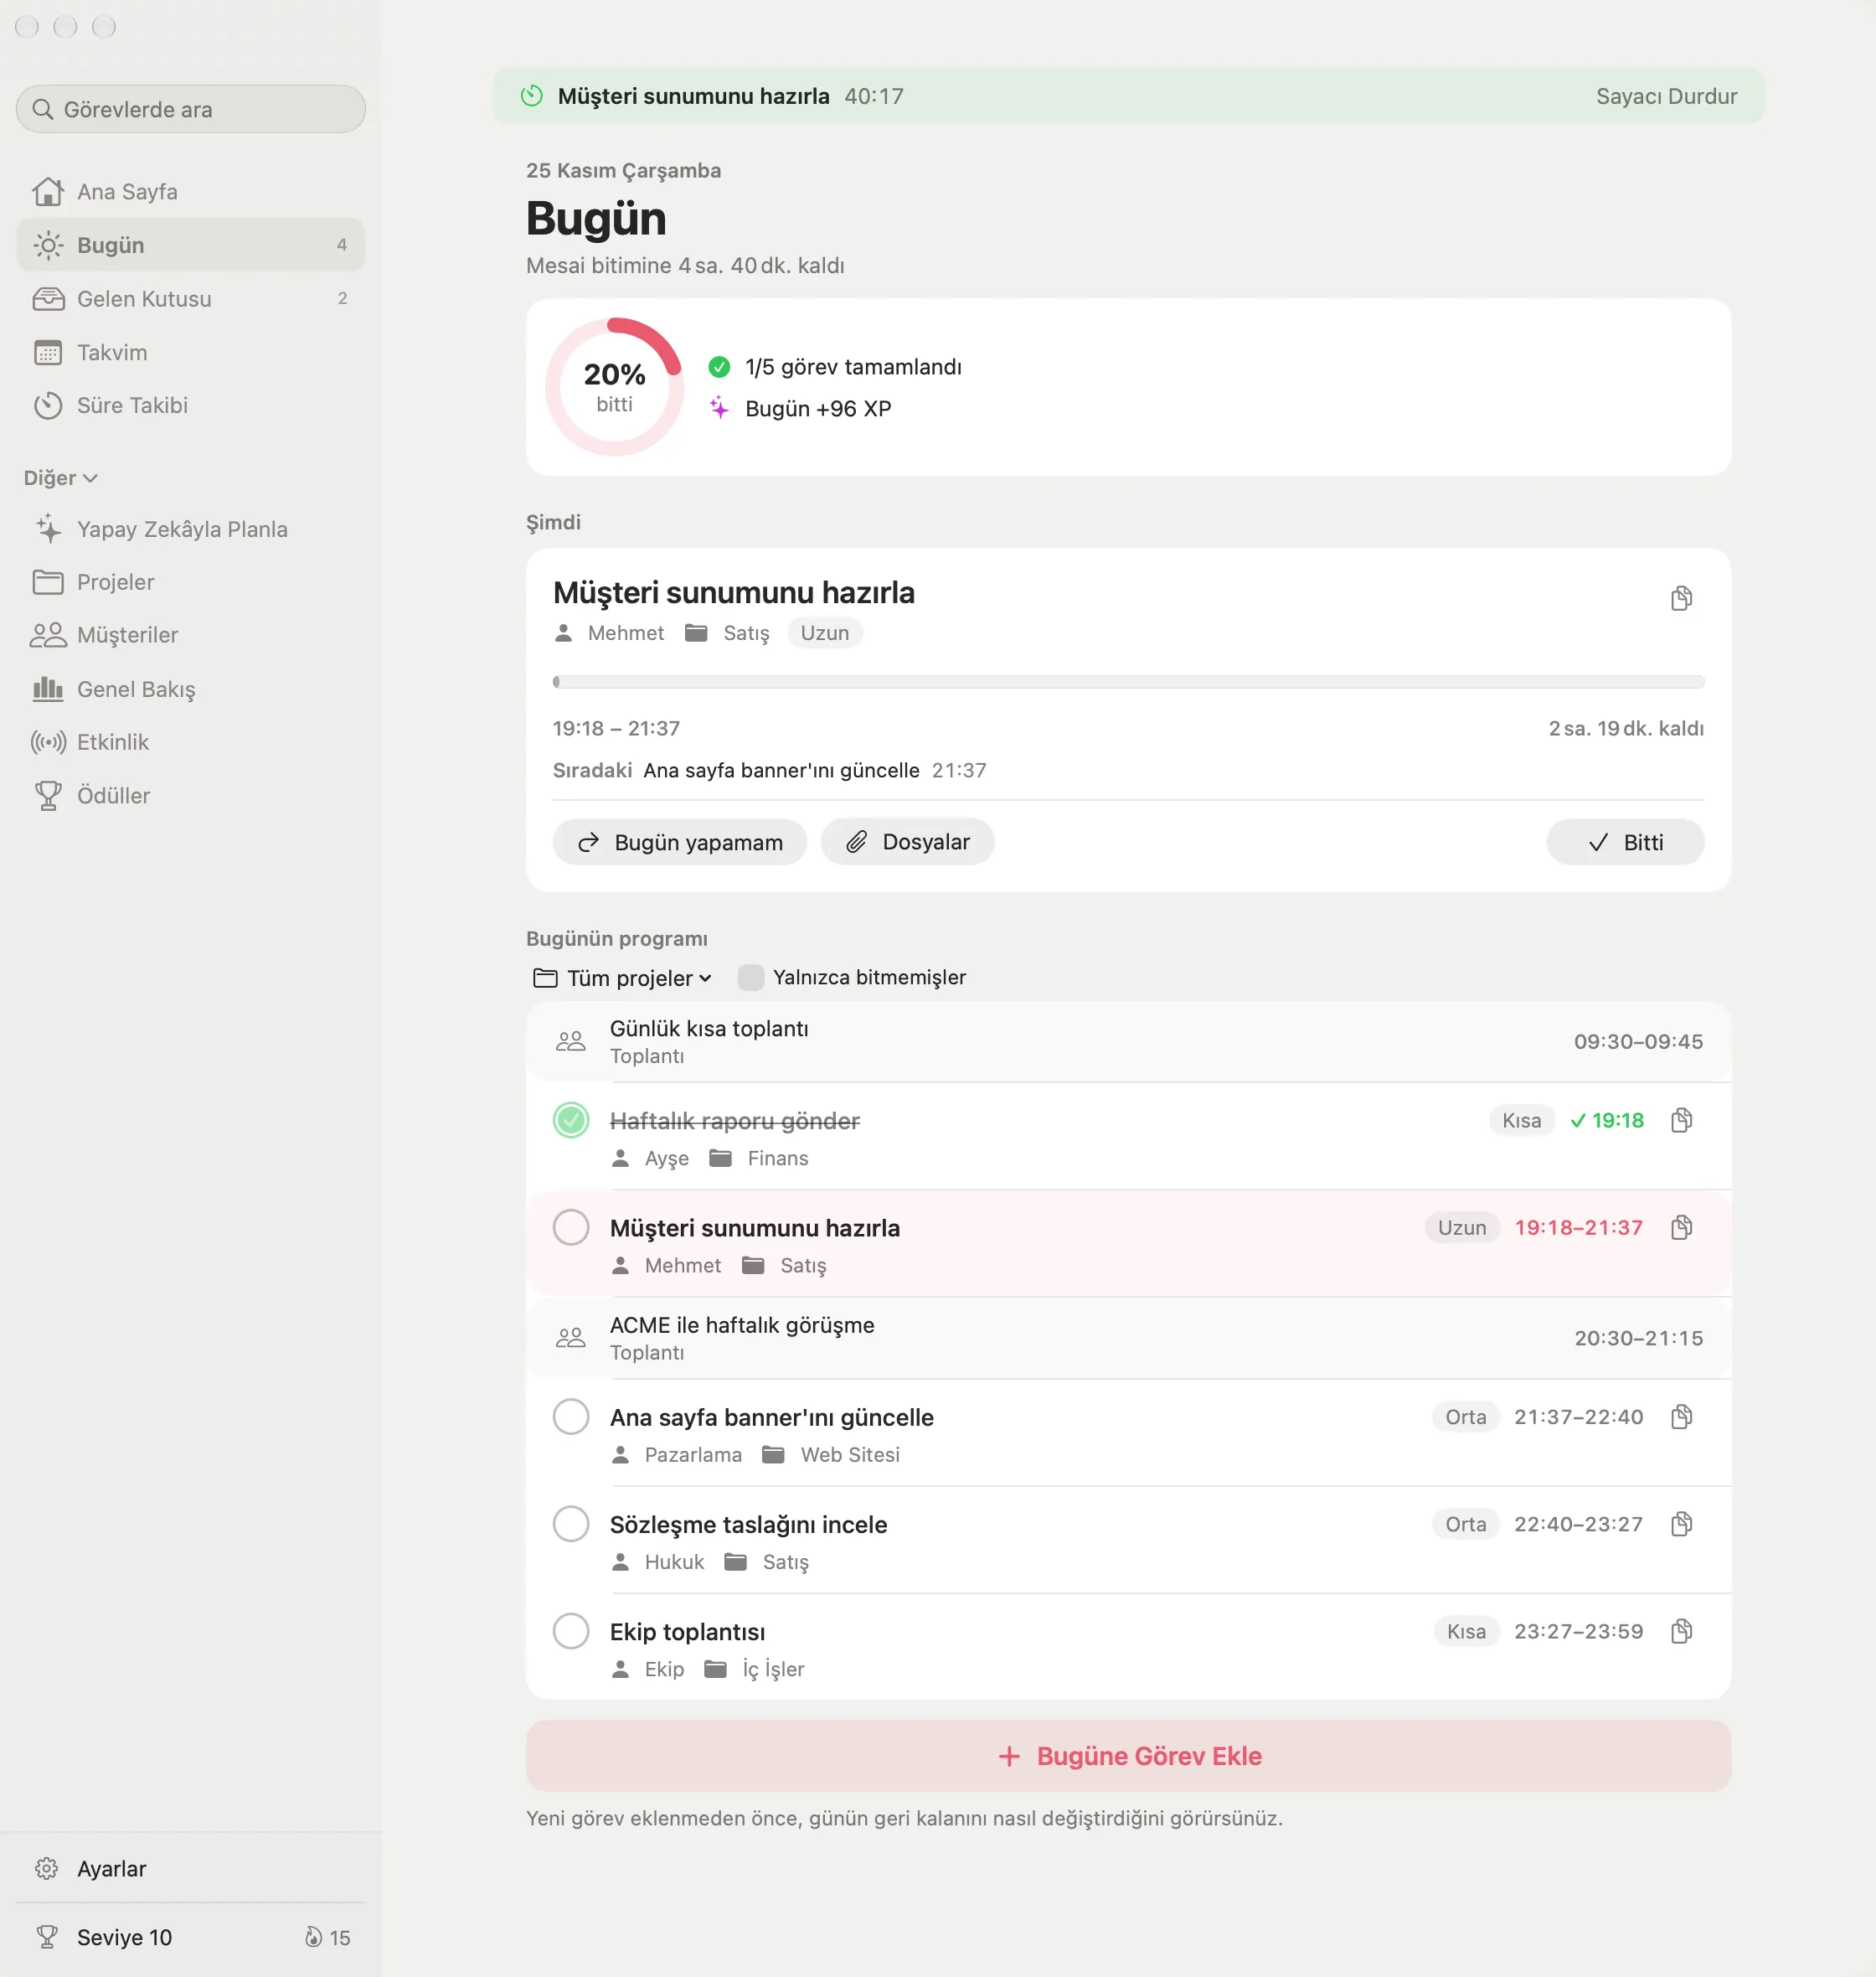 Görevlerde ara
Ana Sayfa
Bugün 4
Gelen Kutusu 2
Takvim
Süre Takibi
Diğer
Yapay Zekâyla Planla
Projeler
Müşteriler
Genel Bakış
Etkinlik
Ödüller
Ayarlar
Seviye 10 15
Müşteri sunumunu hazırla 40:17 Sayacı Durdur
25 Kasım Çarşamba
Bugün
Mesai bitimine 4 sa. 40 dk. kaldı
20%
bitti
1/5 görev tamamlandı
Bugün +96 XP
Şimdi
Müşteri sunumunu hazırla
Mehmet Satış Uzun
19:18 – 21:37 2 sa. 19 dk. kaldı
Sıradaki Ana sayfa banner'ını güncelle 21:37
Bugün yapamam Dosyalar Bitti
Bugünün programı
Tüm projeler Yalnızca bitmemişler
Günlük kısa toplantı
Toplantı
09:30–09:45
Haftalık raporu gönder Kısa 19:18
Ayşe Finans
Müşteri sunumunu hazırla Uzun 19:18–21:37
Mehmet Satış
ACME ile haftalık görüşme
Toplantı
20:30–21:15
Ana sayfa banner'ını güncelle Orta 21:37–22:40
Pazarlama Web Sitesi
Sözleşme taslağını incele Orta 22:40–23:27
Hukuk Satış
Ekip toplantısı Kısa 23:27–23:59
Ekip İç İşler
+ Bugüne Görev Ekle
Yeni görev eklenmeden önce, günün geri kalanını nasıl değiştirdiğini görürsünüz.